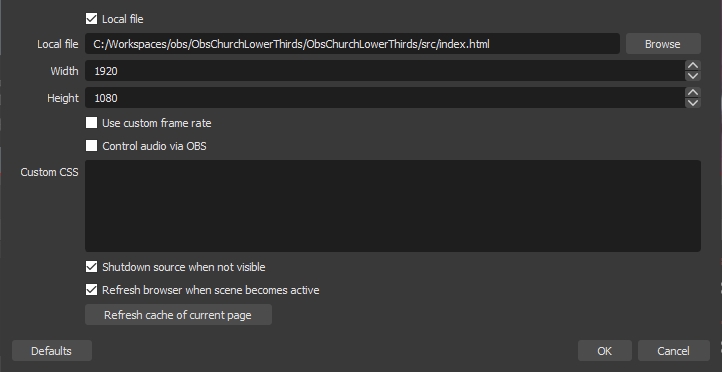 Local file
Local file C:/Workspaces/obs/ObsChurchLowerThirds/ObsChurchLowerThirds/src/index.html Browse
Width 1920
Height 1080
Use custom frame rate
Control audio via OBS
Custom CSS
Shutdown source when not visible
Refresh browser when scene becomes active
Refresh cache of current page
Defaults OK Cancel